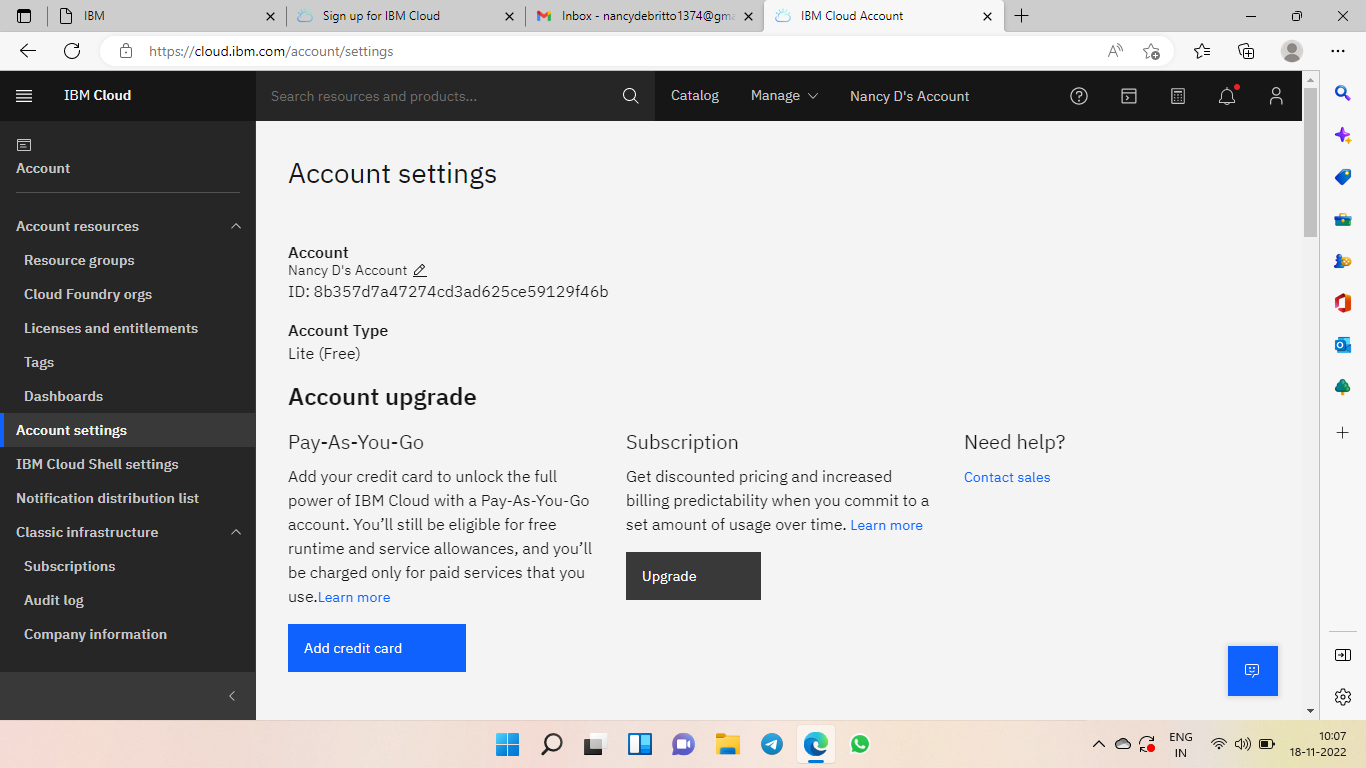 IBM
Sign up for IBM Cloud
Inbox - nancydebritto1374@gma
IBM Cloud Account
https://cloud.ibm.com/account/settings
IBM Cloud
Search resources and products...
Catalog
Manage
Nancy D's Account
Account
Account resources
Resource groups
Cloud Foundry orgs
Licenses and entitlements
Tags
Dashboards
Account settings
IBM Cloud Shell settings
Notification distribution list
Classic infrastructure
Subscriptions
Audit log
Company information
Account settings
Account
Nancy D's Account
ID: 8b357d7a47274cd3ad625ce59129f46b
Account Type
Lite (Free)
Account upgrade
Pay-As-You-Go
Add your credit card to unlock the full
power of IBM Cloud with a Pay-As-You-Go
account. You’ll still be eligible for free
runtime and service allowances, and you’ll
be charged only for paid services that you
use.Learn more
Add credit card
Subscription
Get discounted pricing and increased
billing predictability when you commit to a
set amount of usage over time. Learn more
Upgrade
Need help?
Contact sales
ENG
IN
10:07
18-11-2022